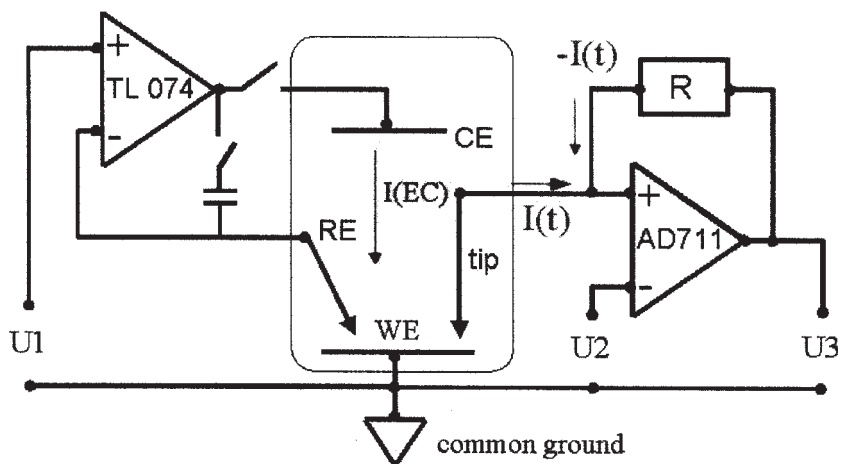 -I(t)
+
TL 074
R
-
CE
I(EC)
+
I(t)
RE
AD711
tip
-
WE
U1
U2
U3
common ground